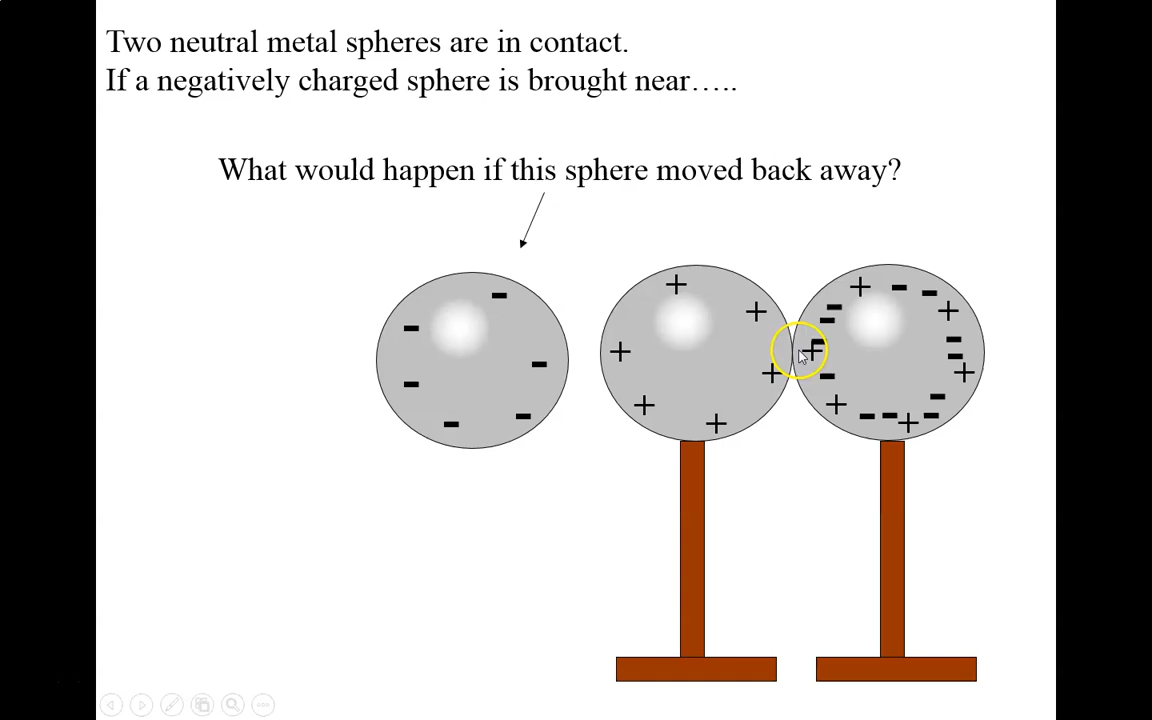 Two neutral metal spheres are in contact.
If a negatively charged sphere is brought near.....
What would happen if this sphere moved back away?